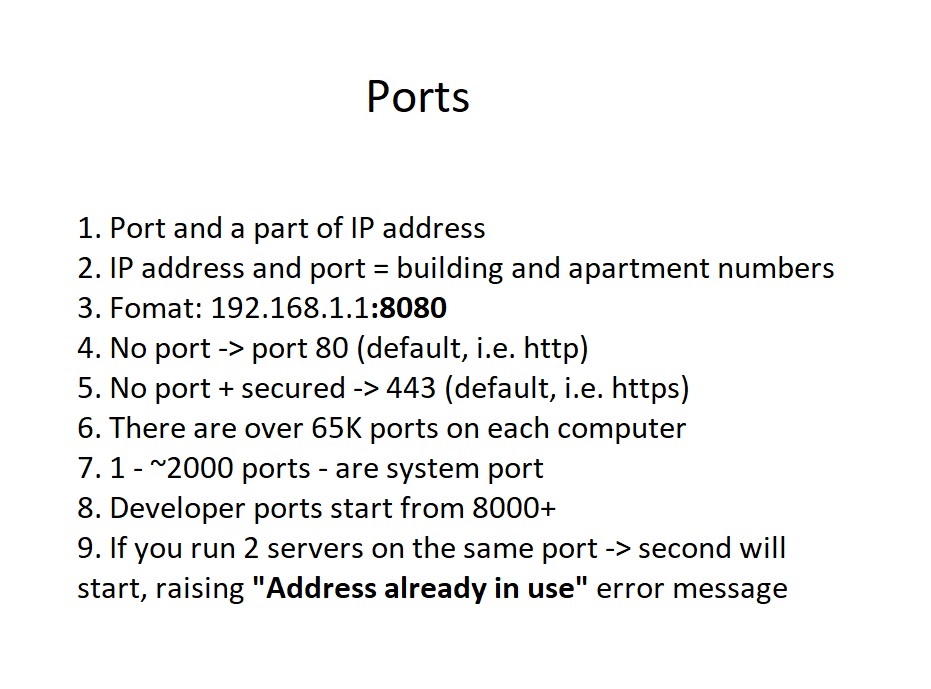 Ports
1. Port and a part of IP address
2. IP address and port = building and apartment numbers
3. Fomat: 192.168.1.1:8080
4. No port -> port 80 (default, i.e. http)
5. No port + secured -> 443 (default, i.e. https)
6. There are over 65K ports on each computer
7. 1 - ~2000 ports - are system port
8. Developer ports start from 8000+
9. If you run 2 servers on the same port -> second will
start, raising "Address already in use" error message